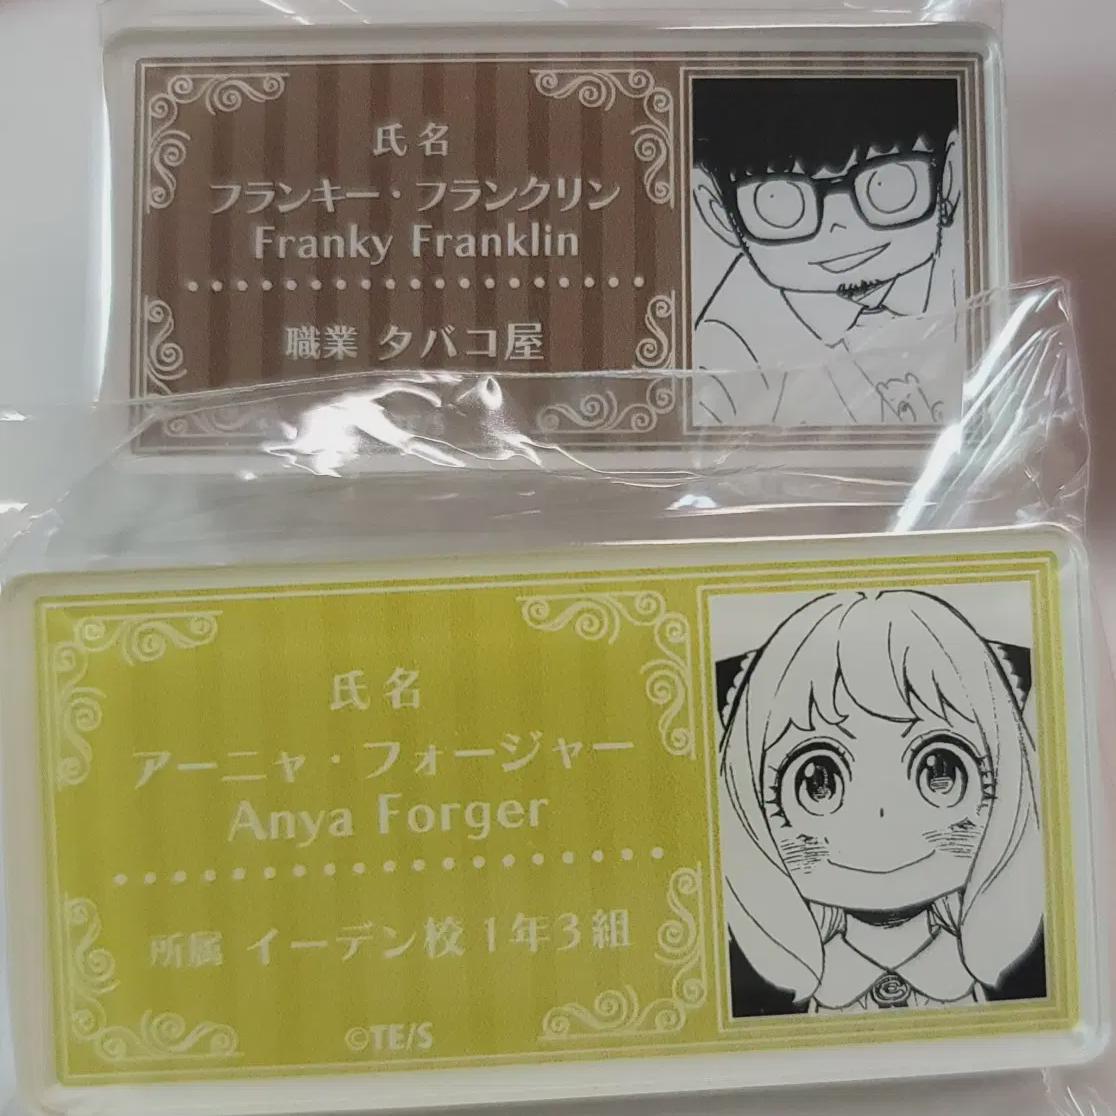 氏名
フランキー・フランクリン
Franky Franklin
職業 タバコ屋
氏名
アーニャ・フォージャー
Anya Forger
所属 イーデン校1年3組
©TE/S